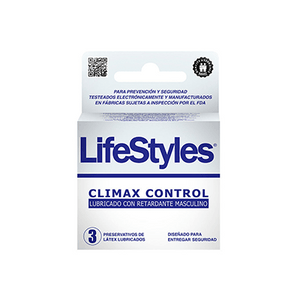 PARA PREVENCIÓN Y SEGURIDAD
TESTEADOS ELECTRÓNICAMENTE Y MANUFACTURADOS
EN FÁBRICAS SUJETAS A INSPECCIÓN POR EL FDA
LifeStyles®
CLIMAX CONTROL
LUBRICADO CON RETARDANTE MASCULINO
3 PRESERVATIVOS DE
LÁTEX LUBRICADOS
DISEÑADO PARA
ENTREGAR SEGURIDAD